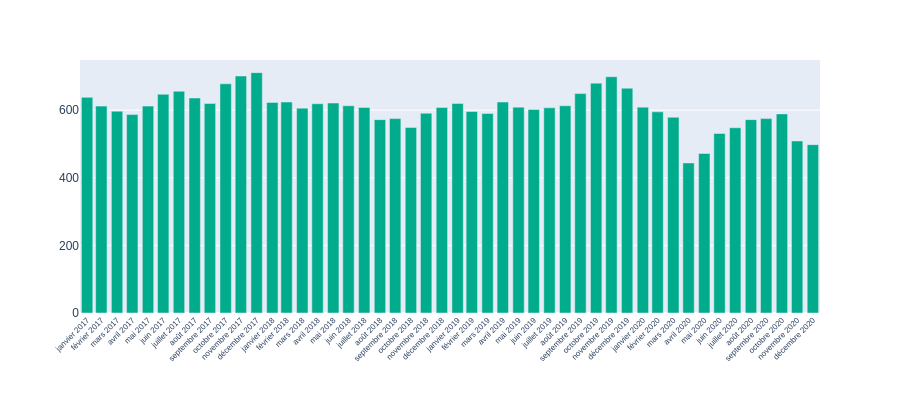 600
400
200
0
janvier 2017
février 2017
mars 2017
avril 2017
mai 2017
juin 2017
juillet 2017
août 2017
septembre 2017
octobre 2017
novembre 2017
décembre 2017
janvier 2018
février 2018
mars 2018
avril 2018
mai 2018
juin 2018
juillet 2018
août 2018
septembre 2018
octobre 2018
novembre 2018
décembre 2018
janvier 2019
février 2019
mars 2019
avril 2019
mai 2019
juin 2019
juillet 2019
août 2019
septembre 2019
octobre 2019
novembre 2019
décembre 2019
janvier 2020
février 2020
mars 2020
avril 2020
mai 2020
juin 2020
juillet 2020
août 2020
septembre 2020
octobre 2020
novembre 2020
décembre 2020